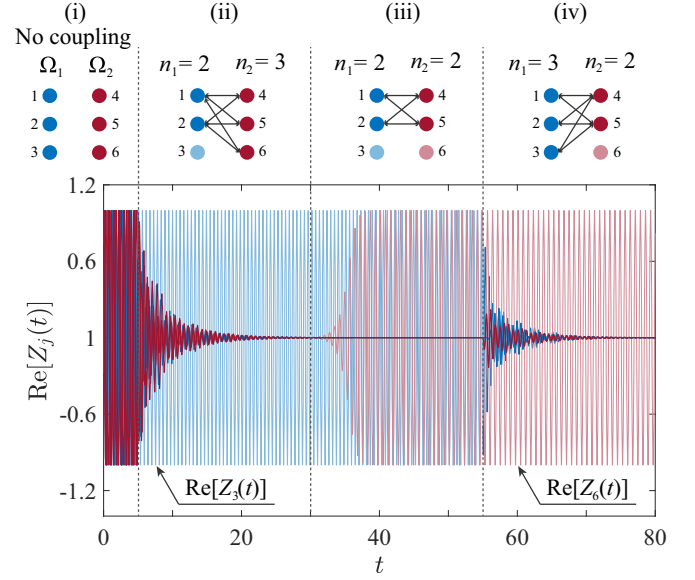 (i) (ii) (iii) (iv)
No coupling
Ω₁ Ω₂ n₁= 2 n₂= 3 n₁= 2 n₂= 2 n₁= 3 n₂= 2
1 4 1 4 1 4 1 4
2 5 2 5 2 5 2 5
3 6 3 6 3 6 3 6
1.2
0.6
1
-0.6
-1.2
Re[Z_j(t)]
Re[Z₃(t)] Re[Z₆(t)]
0 20 40 60 80
t